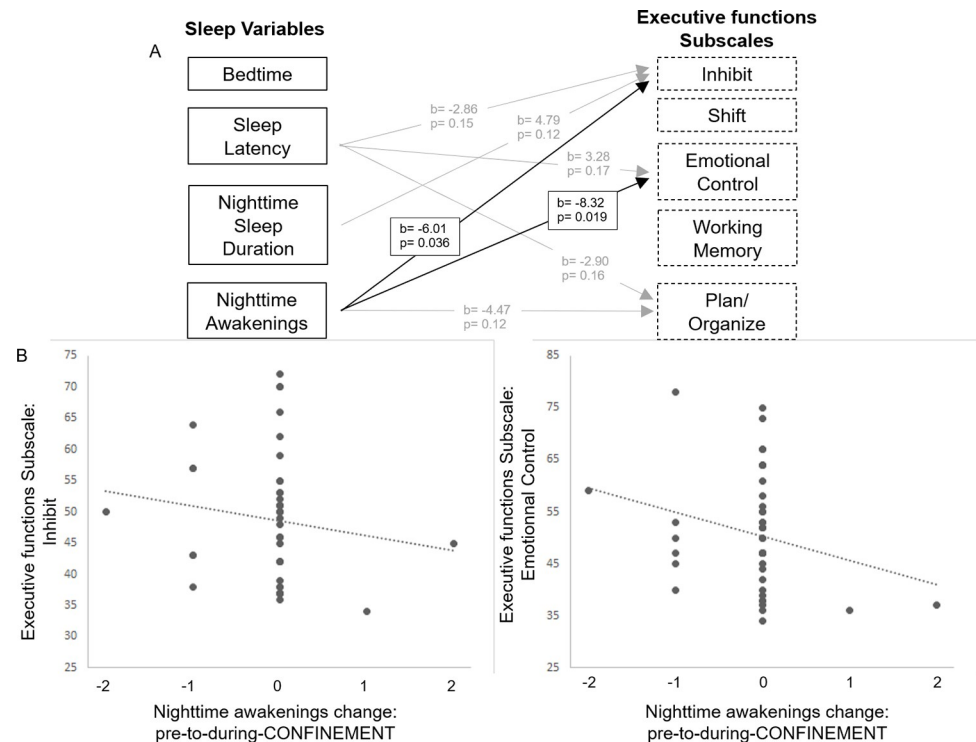 Sleep Variables
Executive functions
Subscales
A
Bedtime
Sleep
Latency
Nighttime
Sleep
Duration
Nighttime
Awakenings
b= -2.86
p= 0.15
b= 4.79
p= 0.12
b= 3.28
p= 0.17
b= -8.32
p= 0.019
b= -6.01
p= 0.036
b= -2.90
p= 0.16
b= -4.47
p= 0.12
Inhibit
Shift
Emotional
Control
Working
Memory
Plan/
Organize
B
Executive functions Subscale:
Inhibit
75
70
65
60
55
50
45
40
35
30
25
-2 -1 0 1 2
Nighttime awakenings change:
pre-to-during-CONFINEMENT
Executive functions Subscale:
Emotionnal Control
85
75
65
55
45
35
25
-2 -1 0 1 2
Nighttime awakenings change:
pre-to-during-CONFINEMENT